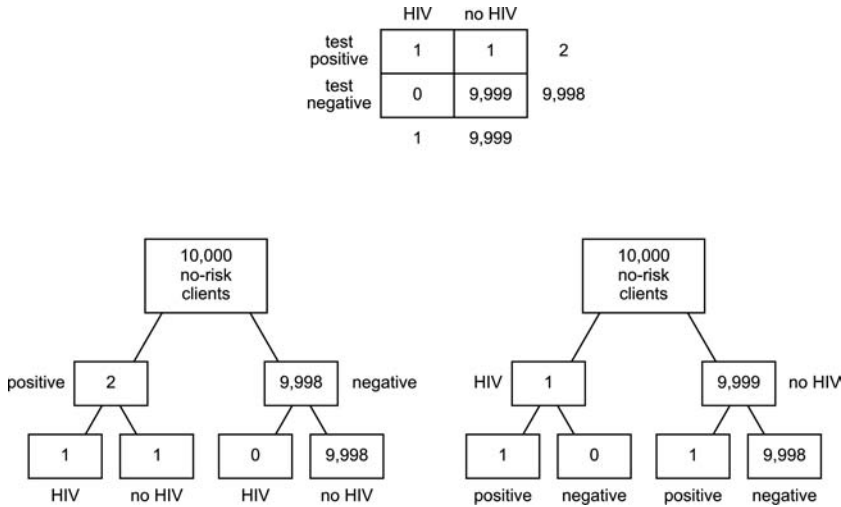 HIV no HIV
test positive 1 1 2
test negative 0 9,999 9,998
1 9,999
10,000
no-risk
clients
positive 2 9,998 negative
1 1 0 9,998
HIV no HIV HIV no HIV
10,000
no-risk
clients
HIV 1 9,999 no HIV
1 0 1 9,998
positive negative positive negative